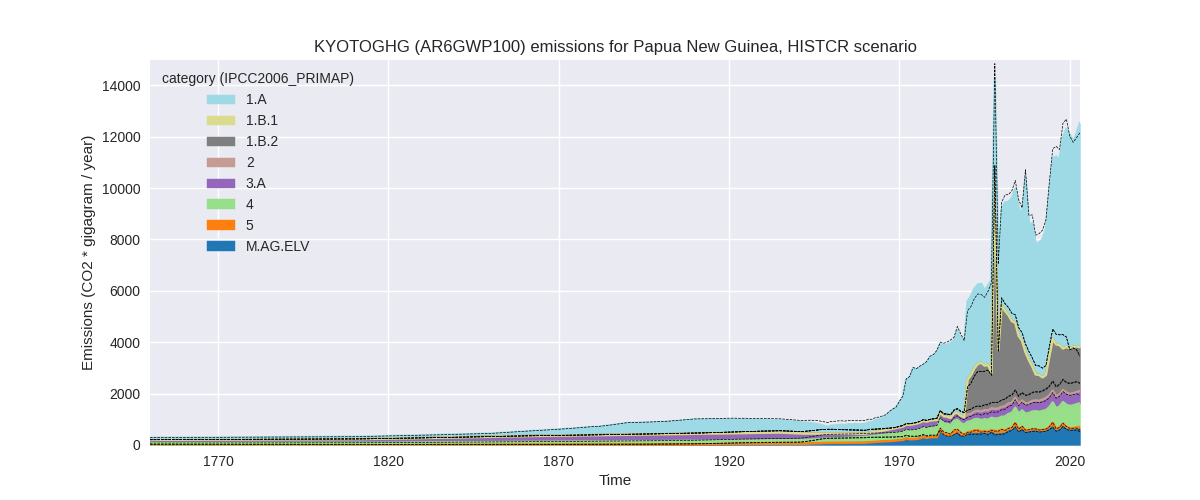 KYOTOGHG (AR6GWP100) emissions for Papua New Guinea, HISTCR scenario
category (IPCC2006_PRIMAP)
1.A
1.B.1
1.B.2
2
3.A
4
5
M.AG.ELV
Emissions (CO2 * gigagram / year)
14000
12000
10000
8000
6000
4000
2000
0
1770
1820
1870
1920
1970
2020
Time